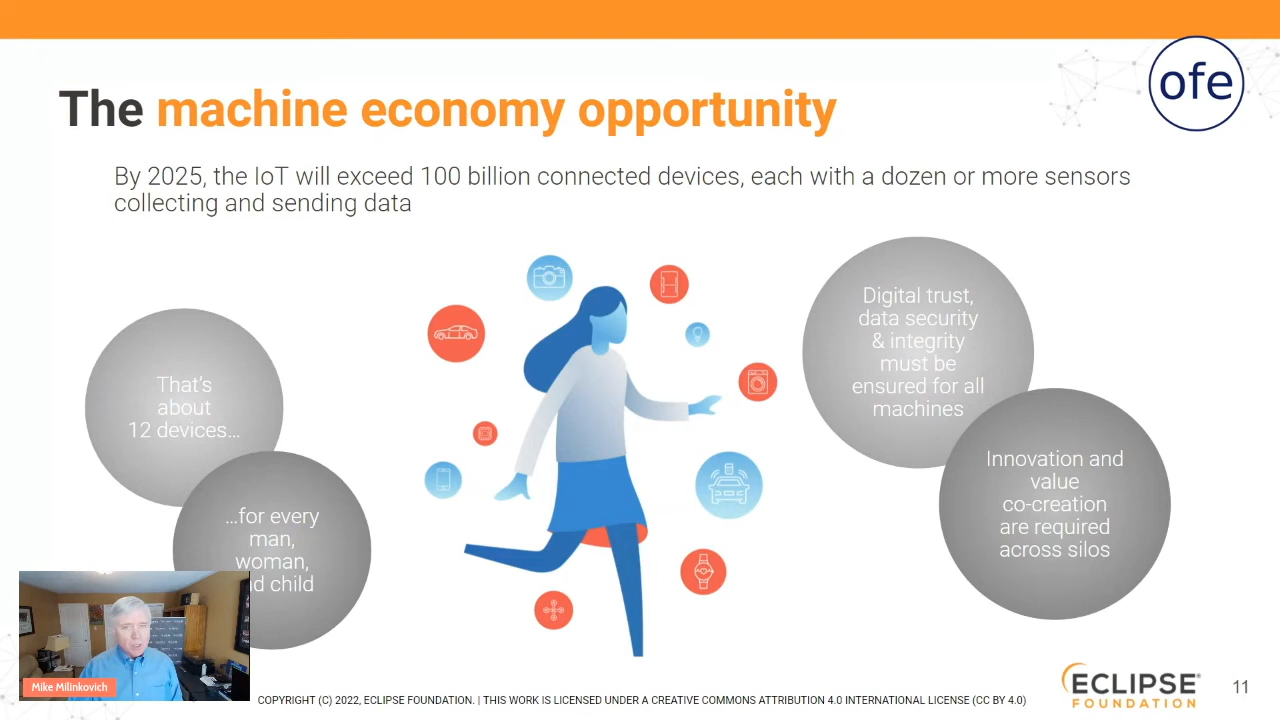 ofe
The machine economy opportunity
By 2025, the IoT will exceed 100 billion connected devices, each with a dozen or more sensors
collecting and sending data
That's
about
12 devices…
…for every
man,
woman,
d child
Digital trust,
data security
& integrity
must be
ensured for all
machines
Innovation and
value
co-creation
are required
across silos
Mike Milinkovich
COPYRIGHT (C) 2022, ECLIPSE FOUNDATION. | THIS WORK IS LICENSED UNDER A CREATIVE COMMONS ATTRIBUTION 4.0 INTERNATIONAL LICENSE (CC BY 4.0)
ECLIPSE®
FOUNDATION
11